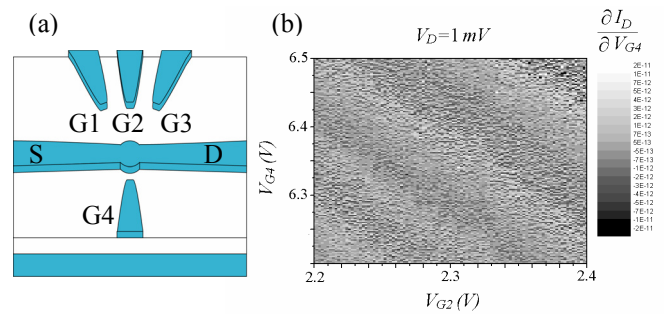 (a)
G1 G2 G3
S D
G4
(b)
V_D=1 mV
∂ I_D
∂ V_G4
6.5
6.4
6.3
V_G4 (V)
2.2 2.3 2.4
V_G2 (V)
2E-11
1E-11
7E-12
4E-12
3E-12
2E-12
1E-12
7E-13
5E-13
-5E-13
-7E-13
-1E-12
-2E-12
-3E-12
-4E-12
-5E-12
-7E-12
-1E-11
-2E-11